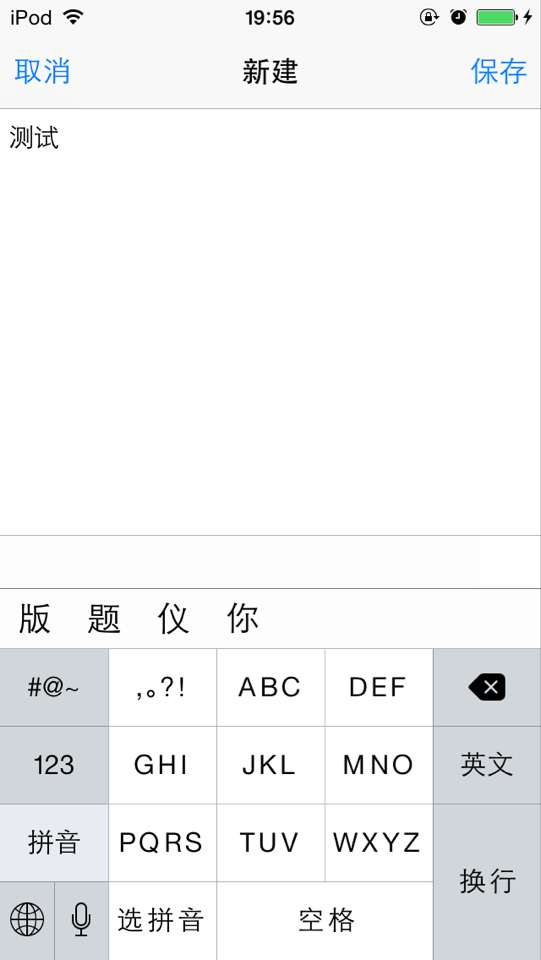 iPod 19:56
取消 新建 保存
测试
版 题 仪 你
#@~ ,。?! ABC DEF
123 GHI JKL MNO 英文
拼音 PQRS TUV WXYZ
换行
选拼音 空格